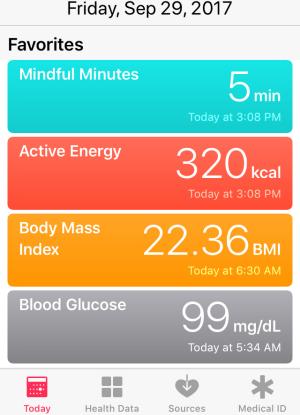 Friday, Sep 29, 2017
Favorites
Mindful Minutes
5 min
Today at 3:08 PM
Active Energy
320 kcal
Today at 3:08 PM
Body Mass
Index
22.36 BMI
Today at 6:30 AM
Blood Glucose
99 mg/dL
Today at 5:34 AM
Today Health Data Sources Medical ID